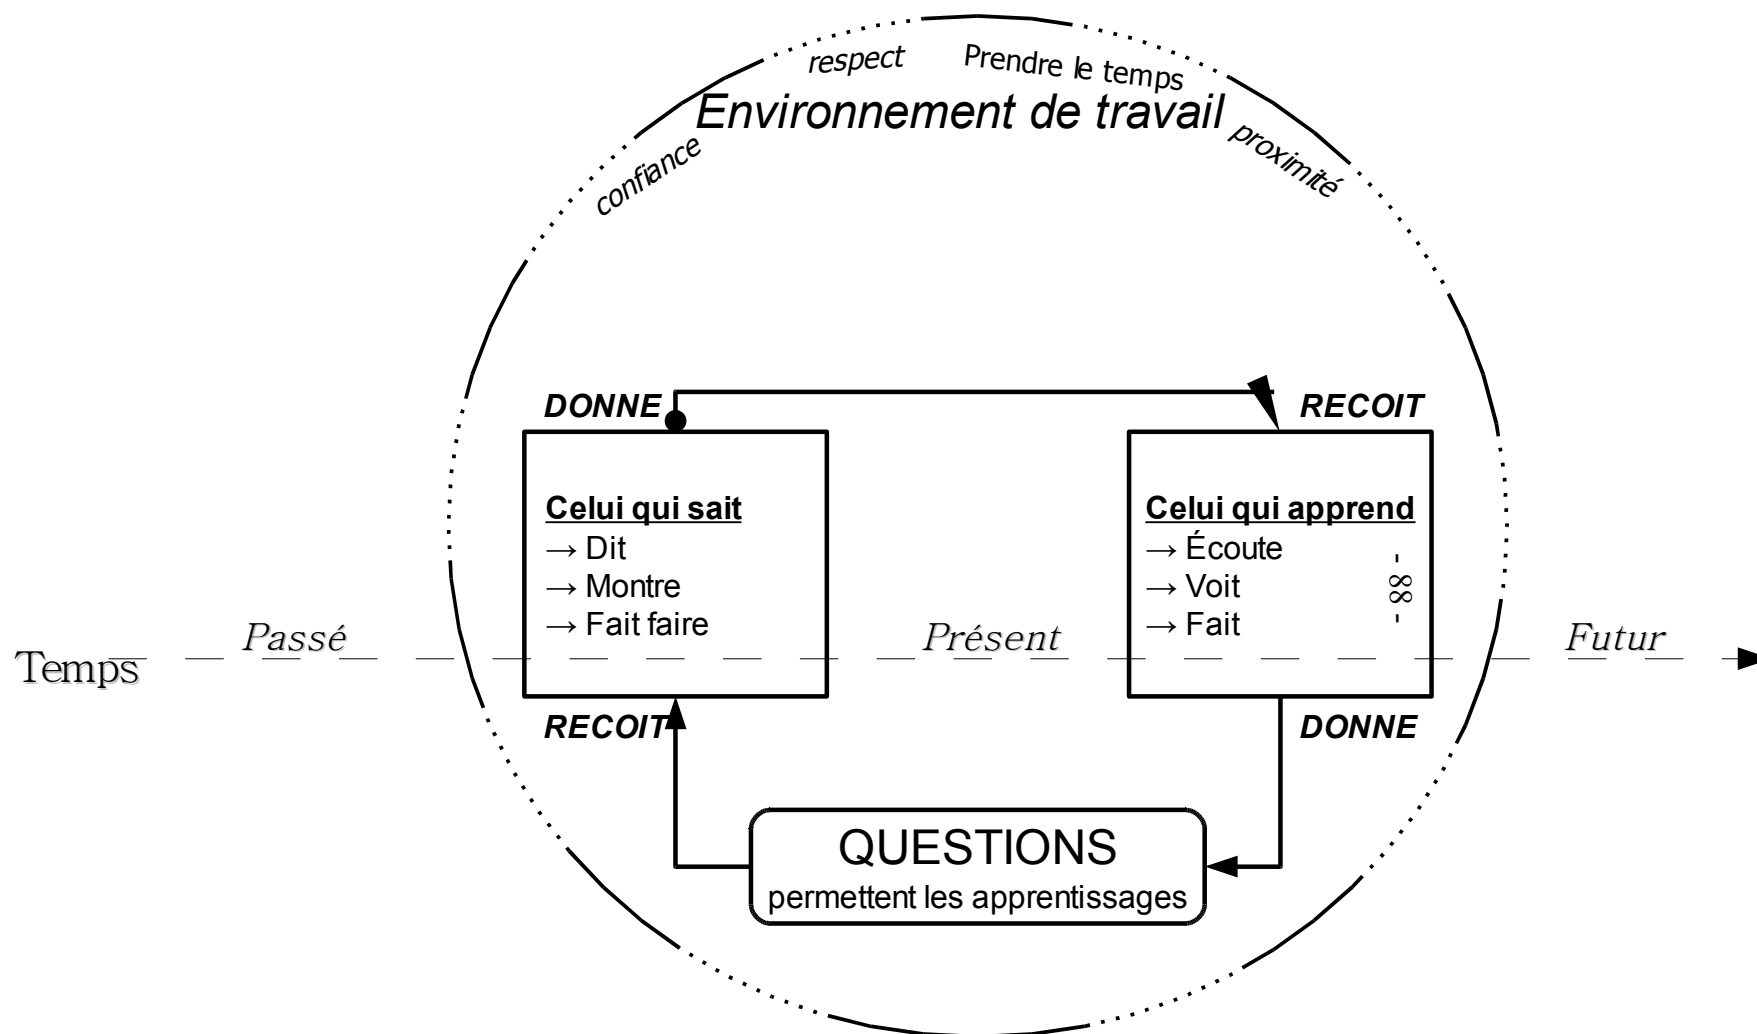 respect
Prendre le temps
Environnement de travail
confiance
proximité
DONNE
RECOIT
Celui qui sait
→ Dit
→ Montre
→ Fait faire
Celui qui apprend
→ Écoute
→ Voit
→ Fait
- 88 -
Temps
Passé
Présent
Futur
RECOIT
DONNE
QUESTIONS
permettent les apprentissages